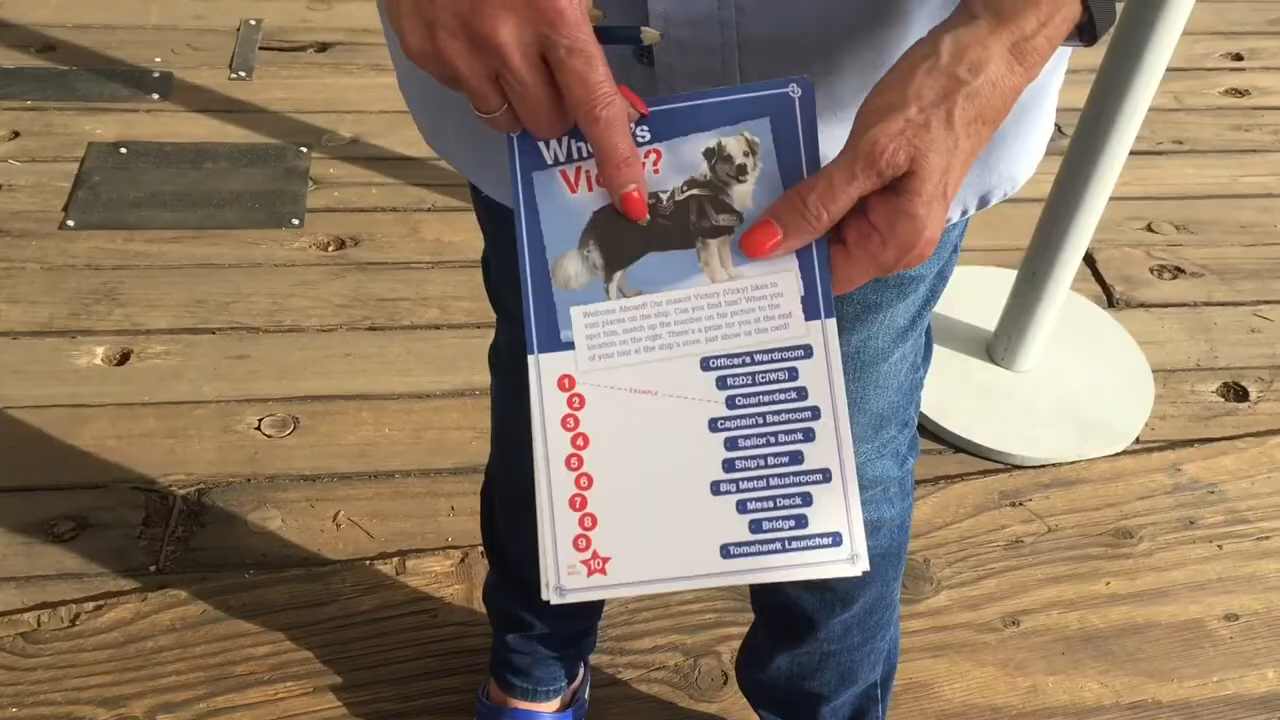 Where's
Vicky?
Welcome Aboard! Our mascot Victory (Vicky) likes to
visit places on the ship. Can you find him? When you
spot him, match up the number on his picture to the
location on the right. There's a prize for you at the end
of your tour at the ship's store, just show us this card!
Officer's Wardroom
1
R2D2 (CIWS)
EXAMPLE
2
Quarterdeck
3
Captain's Bedroom
4
Sailor's Bunk
5
Ship's Bow
6
Big Metal Mushroom
7
Mess Deck
8
Bridge
9
Tomahawk Launcher
10